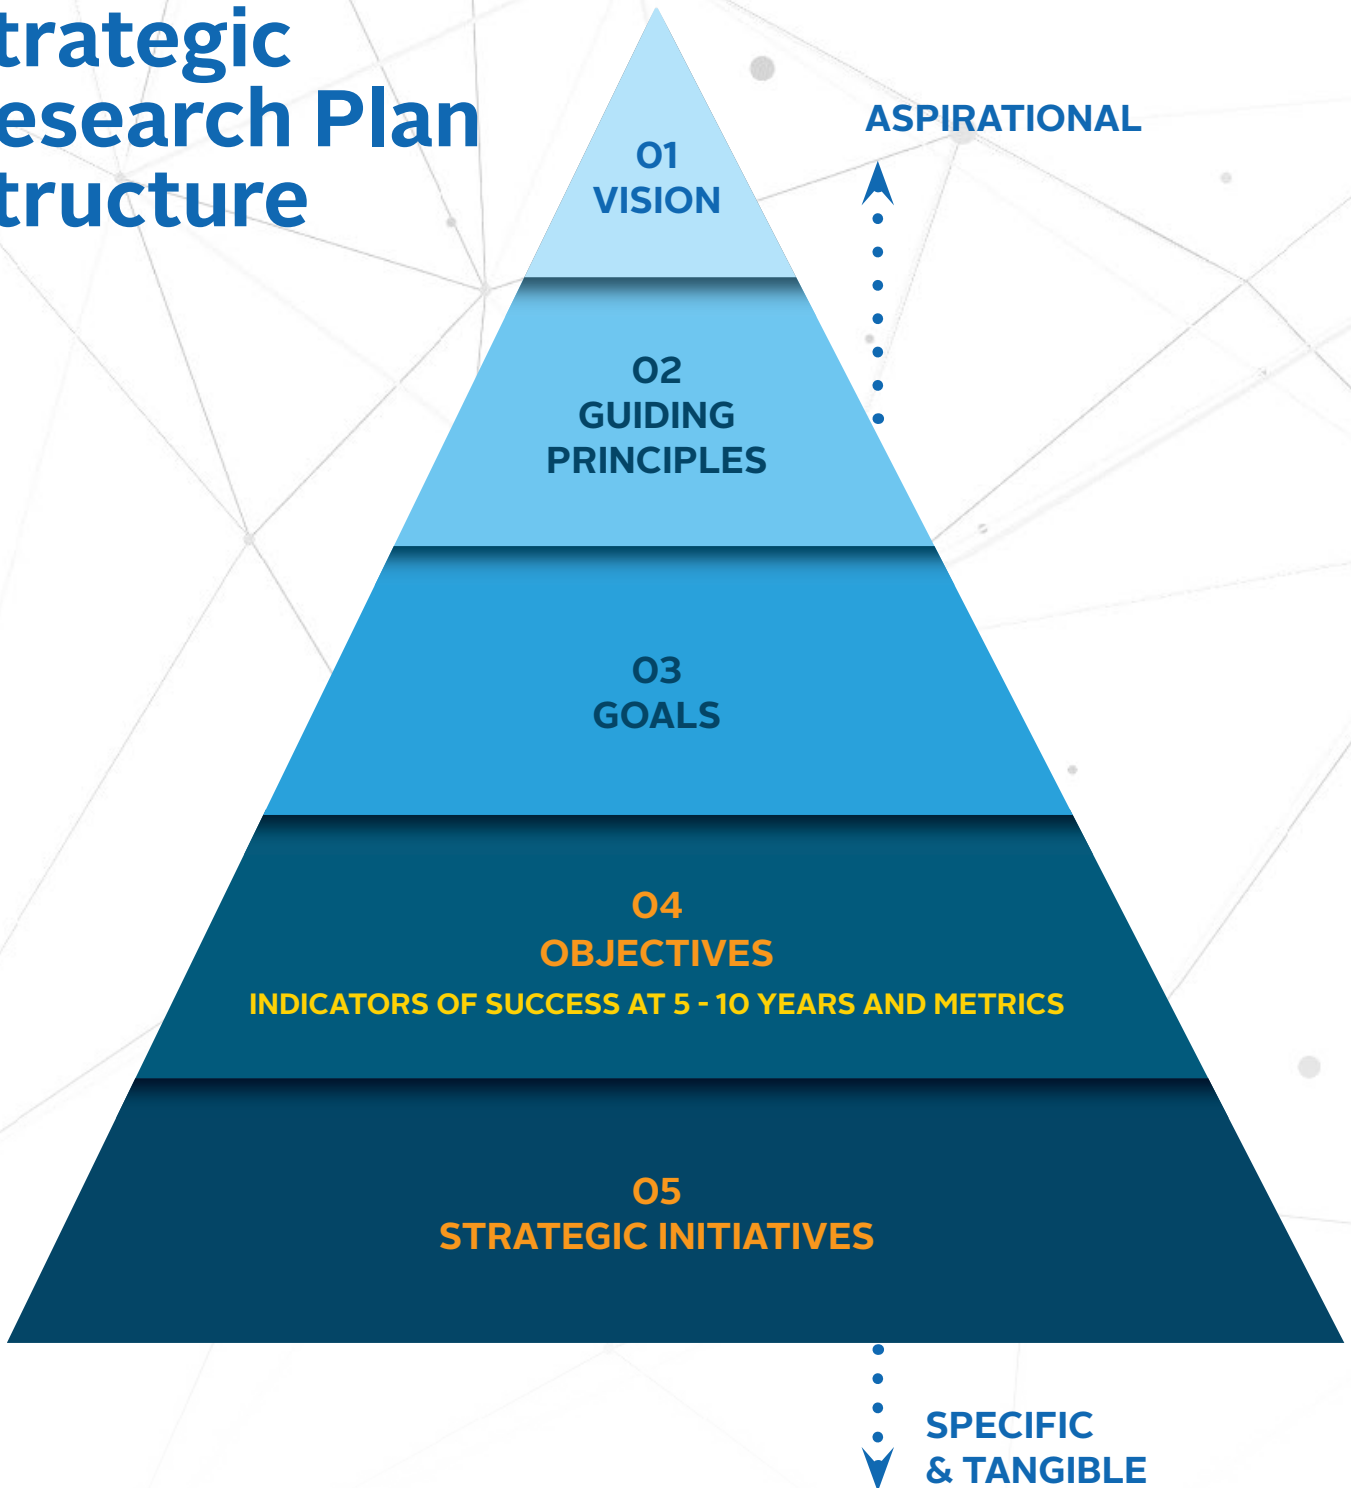 trategic
esearch Plan
tructure
ASPIRATIONAL
01
VISION
02
GUIDING
PRINCIPLES
03
GOALS
04
OBJECTIVES
INDICATORS OF SUCCESS AT 5 - 10 YEARS AND METRICS
05
STRATEGIC INITIATIVES
SPECIFIC
& TANGIBLE